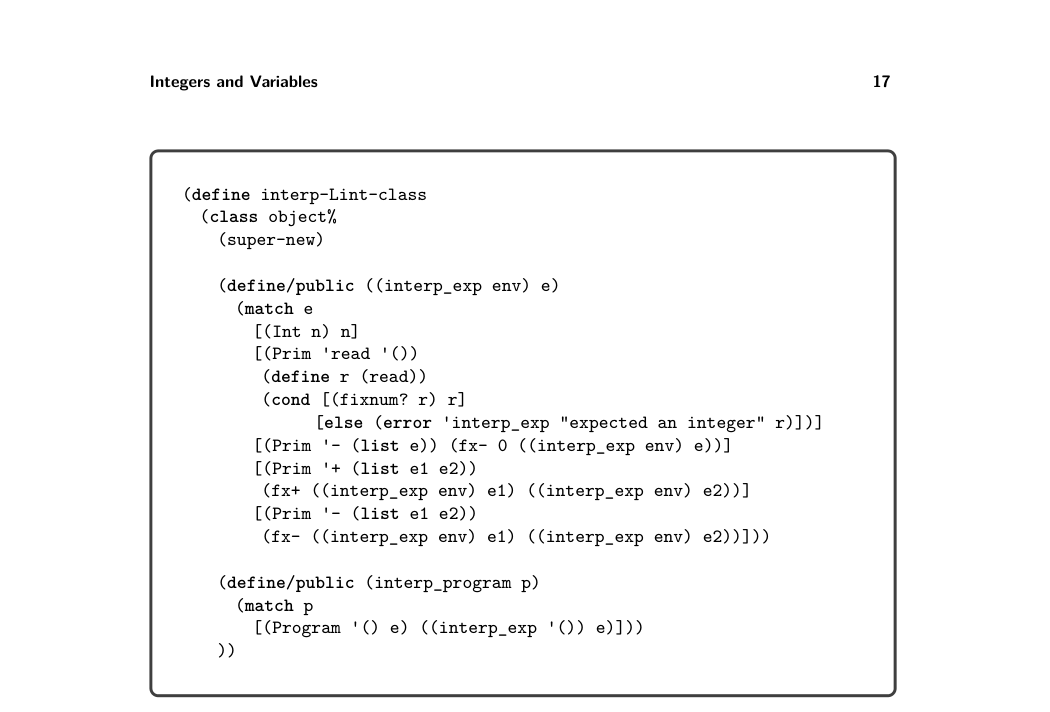 Integers and Variables 17
(define interp-Lint-class
  (class object%
    (super-new)

    (define/public ((interp_exp env) e)
      (match e
        [(Int n) n]
        [(Prim 'read '())
         (define r (read))
         (cond [(fixnum? r) r]
               [else (error 'interp_exp "expected an integer" r)])]
        [(Prim '- (list e)) (fx- 0 ((interp_exp env) e))]
        [(Prim '+ (list e1 e2))
         (fx+ ((interp_exp env) e1) ((interp_exp env) e2))]
        [(Prim '- (list e1 e2))
         (fx- ((interp_exp env) e1) ((interp_exp env) e2))]))

    (define/public (interp_program p)
      (match p
        [(Program '() e) ((interp_exp '()) e)]))
    ))